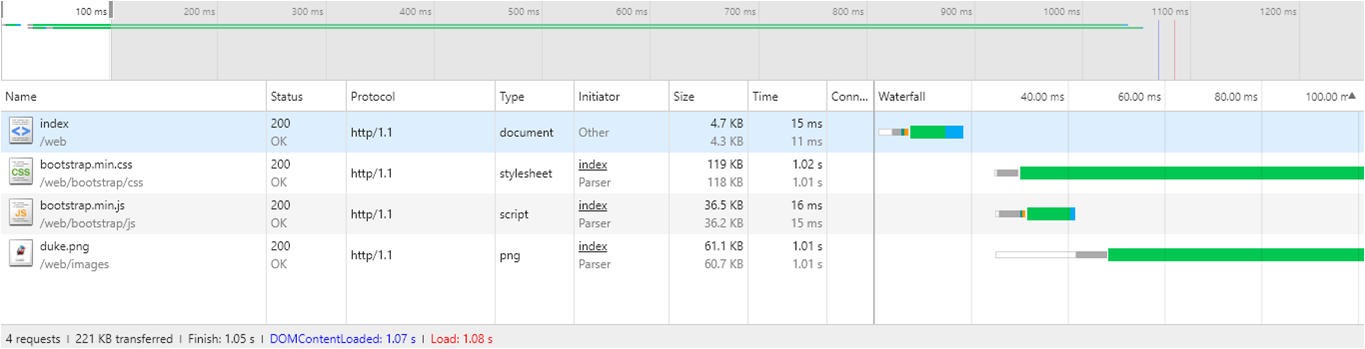 100 ms 200 ms 300 ms 400 ms 500 ms 600 ms 700 ms 800 ms 900 ms 1000 ms 1100 ms 1200 ms
Name Status Protocol Type Initiator Size Time Conn... Waterfall 40.00 ms 60.00 ms 80.00 ms 100.00 m
index 200 http/1.1 document Other 4.7 KB 15 ms
/web OK 4.3 KB 11 ms
CSS bootstrap.min.css 200 http/1.1 stylesheet index 119 KB 1.02 s
/web/bootstrap/css OK Parser 118 KB 1.01 s
JS bootstrap.min.js 200 http/1.1 script index 36.5 KB 16 ms
/web/bootstrap/js OK Parser 36.2 KB 15 ms
duke.png 200 http/1.1 png index 61.1 KB 1.01 s
/web/images OK Parser 60.7 KB 1.01 s
4 requests | 221 KB transferred | Finish: 1.05 s | DOMContentLoaded: 1.07 s | Load: 1.08 s